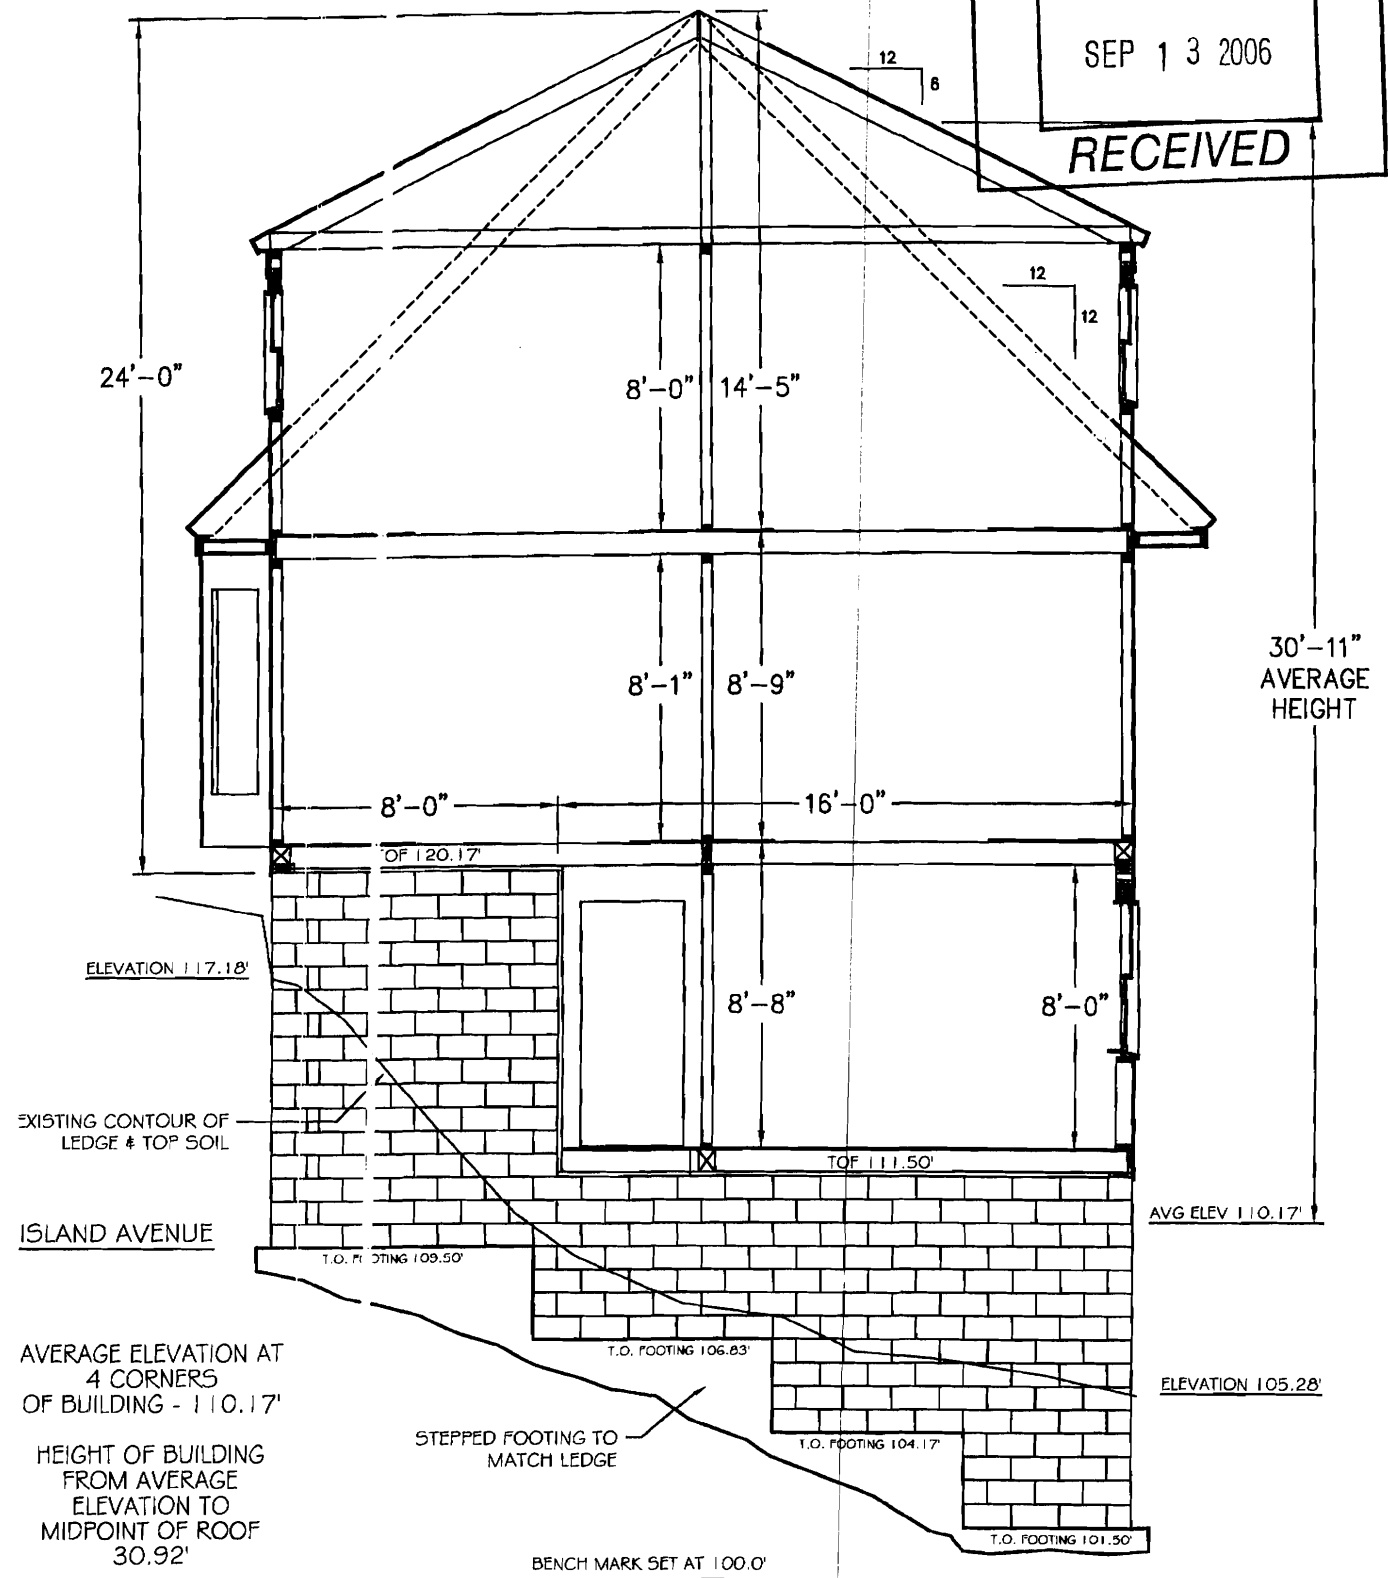 SEP 13 2006
RECEIVED
12
6
12
12
24'-0"
8'-0"
14'-5"
30'-11"
AVERAGE
HEIGHT
8'-1"
8'-9"
8'-0"
16'-0"
OF 120.17'
ELEVATION 117.18'
8'-8"
8'-0"
EXISTING CONTOUR OF
LEDGE & TOP SOIL
TOF 111.50'
AVG ELEV 110.17'
ISLAND AVENUE
T.O. FOOTING 109.50'
AVERAGE ELEVATION AT
4 CORNERS
OF BUILDING - 110.17'
T.O. FOOTING 106.83'
ELEVATION 105.28'
STEPPED FOOTING TO
MATCH LEDGE
T.O. FOOTING 104.17'
HEIGHT OF BUILDING
FROM AVERAGE
ELEVATION TO
MIDPOINT OF ROOF
30.92'
T.O. FOOTING 101.50'
BENCH MARK SET AT 100.0'